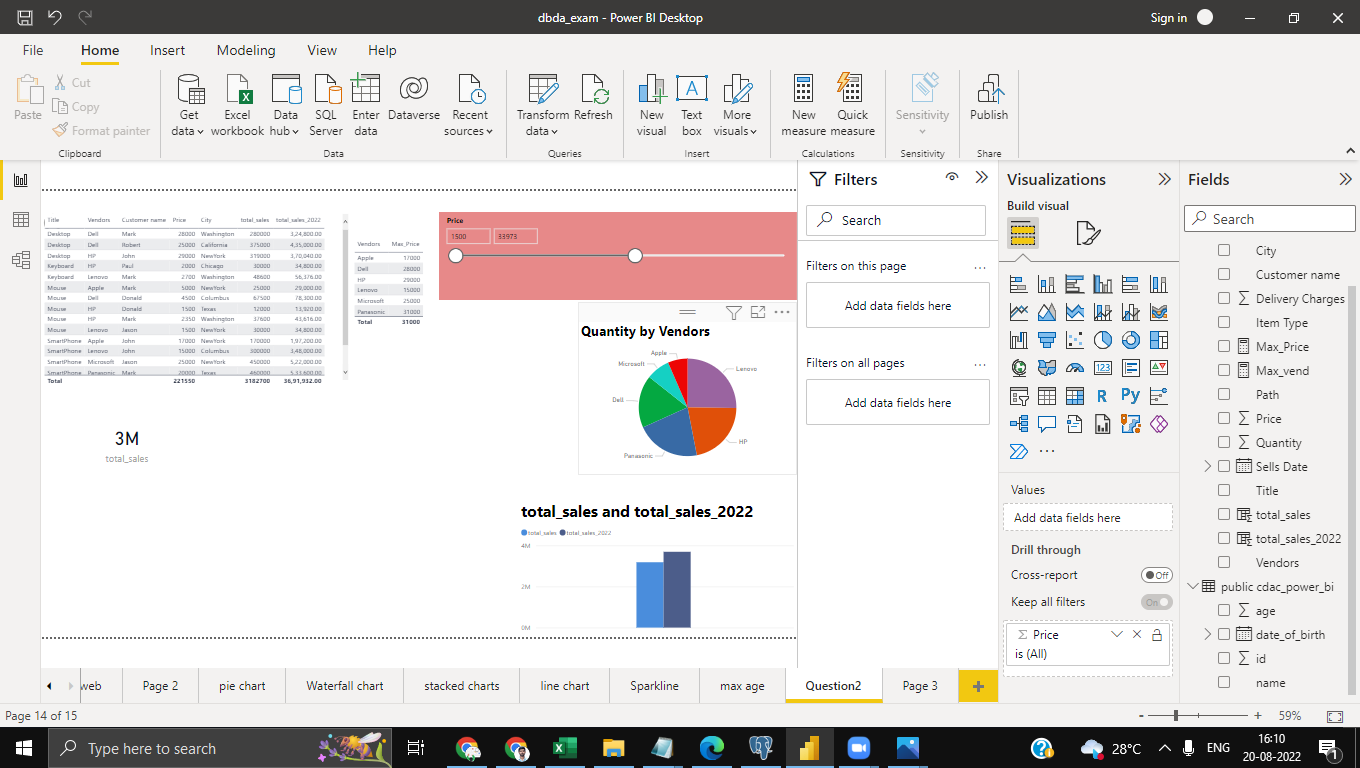 dbda_exam - Power BI Desktop
Sign in
File Home Insert Modeling View Help
Paste
Cut
Copy
Format painter
Clipboard
Get data
Excel workbook
Data hub
SQL Server
Enter data
Dataverse
Recent sources
Data
Transform data
Refresh
Queries
New visual
Text box
More visuals
Insert
New measure
Quick measure
Calculations
Sensitivity
Sensitivity
Publish
Share
Title Vendors Customer name Price City total_sales total_sales_2022
Desktop Dell Mark 28000 Washington 280000 3,24,800.00
Desktop Dell Robert 25000 California 375000 4,35,000.00
Desktop HP John 29000 NewYork 319000 3,70,040.00
Keyboard HP Paul 2000 Chicago 30000 34,800.00
Keyboard Lenovo Mark 2700 Washington 48600 56,376.00
Mouse Apple Mark 5000 NewYork 25000 29,000.00
Mouse Dell Donald 4500 Columbus 67500 78,300.00
Mouse HP Donald 1500 Texas 12000 13,920.00
Mouse HP Mark 2350 Washington 37600 43,616.00
Mouse Lenovo Jason 1500 NewYork 30000 34,800.00
SmartPhone Apple John 17000 NewYork 170000 1,97,200.00
SmartPhone Lenovo John 15000 Columbus 300000 3,48,000.00
SmartPhone Microsoft Jason 25000 NewYork 450000 5,22,000.00
SmartPhone Panasonic Mark 20000 Texas 460000 5,33,600.00
Total 221550 3182700 36,91,932.00
Vendors Max_Price
Apple 17000
Dell 28000
HP 29000
Lenovo 15000
Microsoft 25000
Panasonic 31000
Total 31000
Price
1500 33973
Quantity by Vendors
Apple
Microsoft
Lenovo
Dell
HP
Panasonic
3M
total_sales
total_sales and total_sales_2022
total_sales total_sales_2022
4M
2M
0M
Filters
Search
Filters on this page ...
Add data fields here
Filters on all pages ...
Add data fields here
Visualizations
Build visual
123
R
Py
Values
Add data fields here
Drill through
Cross-report
Off
Keep all filters
On
Price
is (All)
Fields
Search
City
Customer name
Delivery Charges
Item Type
Max_Price
Max_vend
Path
Price
Quantity
Sells Date
Title
total_sales
total_sales_2022
Vendors
public cdac_power_bi
age
date_of_birth
id
name
web Page 2 pie chart Waterfall chart stacked charts line chart Sparkline max age Question2 Page 3 +
Page 14 of 15
- + 59%
Type here to search
28°C
ENG
16:10
20-08-2022
1